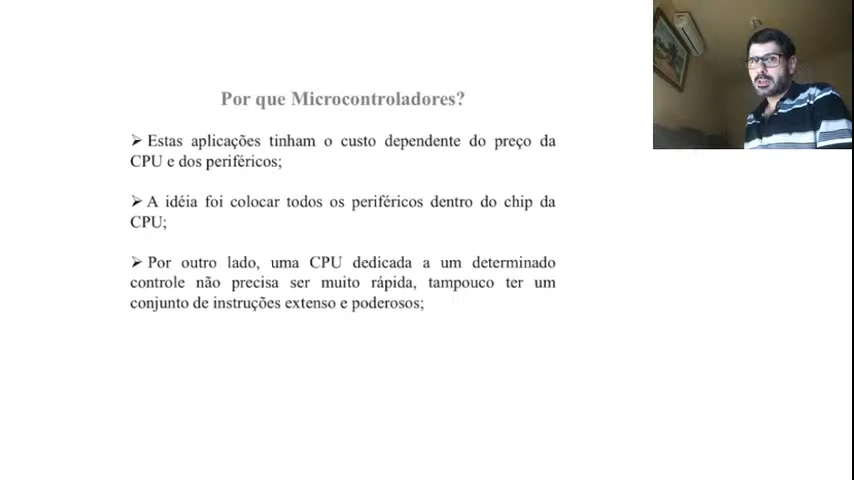 Por que Microcontroladores?
➢ Estas aplicações tinham o custo dependente do preço da
CPU e dos periféricos;
➢ A idéia foi colocar todos os periféricos dentro do chip da
CPU;
➢ Por outro lado, uma CPU dedicada a um determinado
controle não precisa ser muito rápida, tampouco ter um
conjunto de instruções extenso e poderosos;